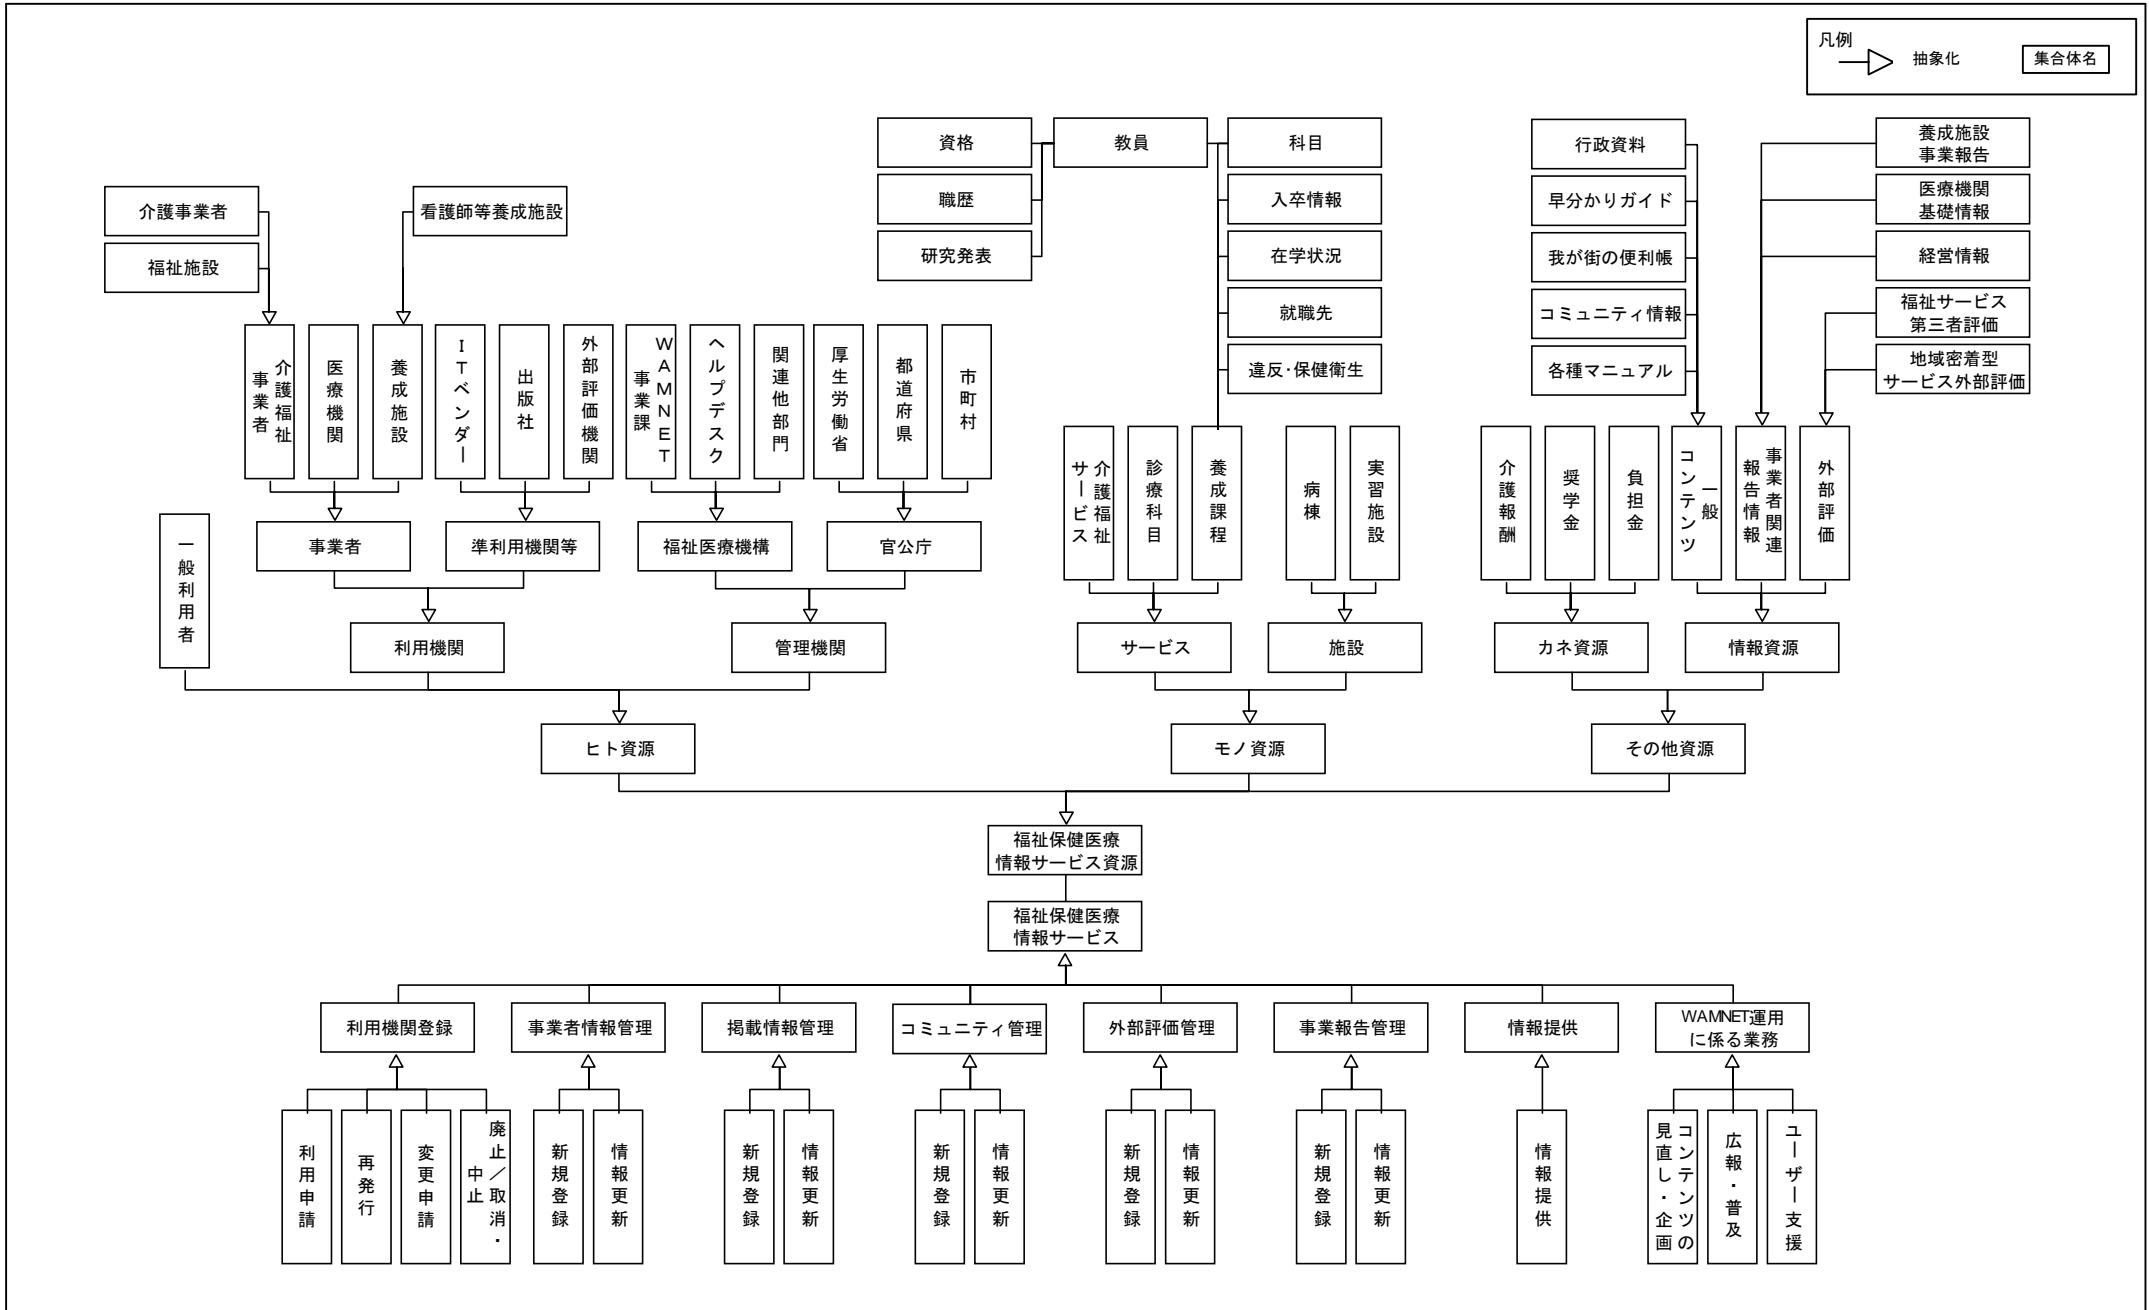 凡例
抽象化
集合体名
資格
教員
科目
職歴
入卒情報
研究発表
在学状況
就職先
違反･保健衛生
行政資料
早分かりガイド
我が街の便利帳
コミュニティ情報
各種マニュアル
養成施設
事業報告
医療機関
基礎情報
経営情報
福祉サービス
第三者評価
地域密着型
サービス外部評価
介護事業者
福祉施設
看護師等養成施設
介護福祉
事業者
医療機関
養成施設
ITベンダー
出版社
外部評価機関
WAMNET
事業課
ヘルプデスク
関連他部門
厚生労働省
都道府県
市町村
介護福祉
サービス
診療科目
養成課程
病棟
実習施設
介護報酬
奨学金
負担金
一般
コンテンツ
事業者関連
報告情報
外部評価
一般利用者
事業者
準利用機関等
福祉医療機構
官公庁
利用機関
管理機関
サービス
施設
カネ資源
情報資源
ヒト資源
モノ資源
その他資源
福祉保健医療
情報サービス資源
福祉保健医療
情報サービス
利用機関登録
事業者情報管理
掲載情報管理
コミュニティ管理
外部評価管理
事業報告管理
情報提供
WAMNET運用
に係る業務
利用申請
再発行
変更申請
廃止／取消・
中止
新規登録
情報更新
新規登録
情報更新
新規登録
情報更新
新規登録
情報更新
新規登録
情報更新
情報提供
コンテンツの
見直し・企画
広報・普及
ユーザー支援